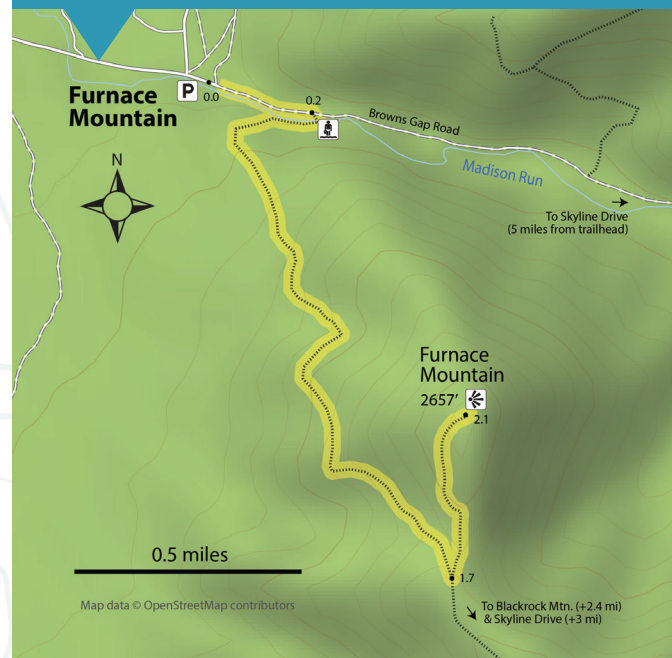 P
0.0
0.2
Furnace
Mountain
Browns Gap Road
Madison Run
N
To Skyline Drive
(5 miles from trailhead)
Furnace
Mountain
2657’
2.1
0.5 miles
1.7
Map data © OpenStreetMap contributors
To Blackrock Mtn. (+2.4 mi)
& Skyline Drive (+3 mi)